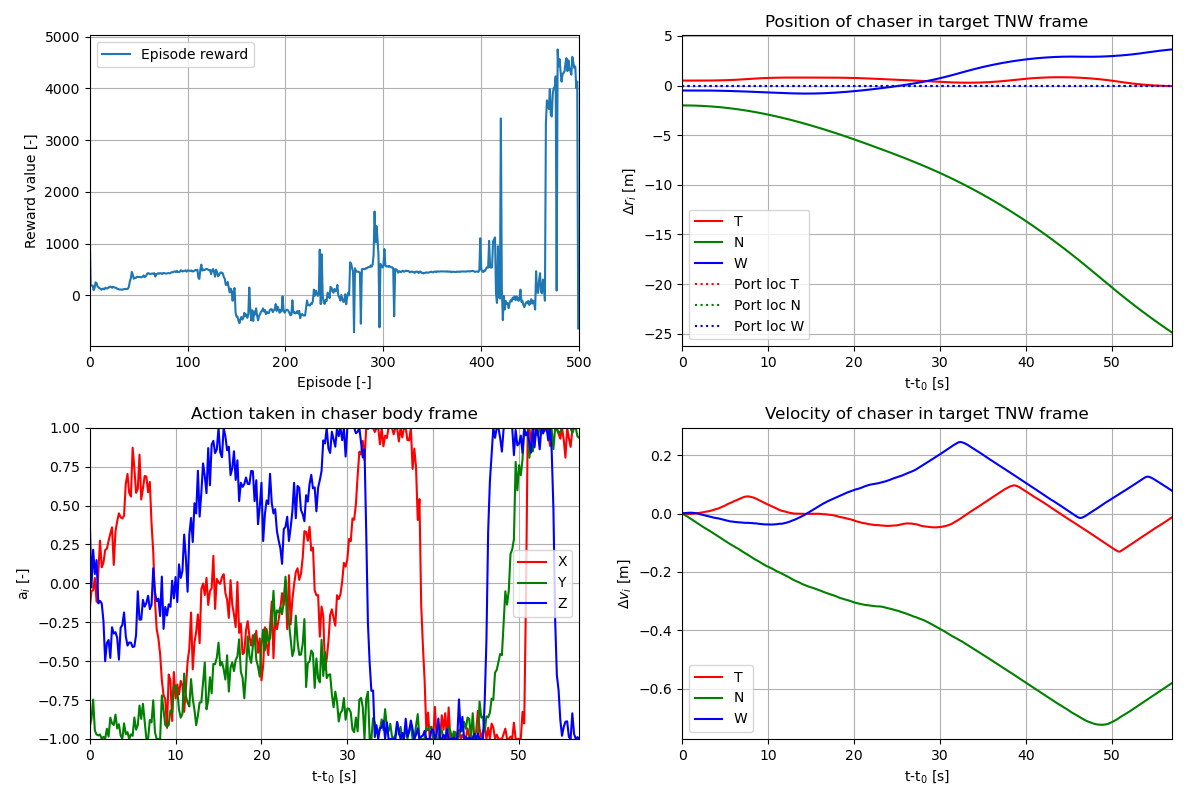 Position of chaser in target TNW frame
5000
4000
3000
2000
1000
0
Reward value [-]
Episode reward
0 100 200 300 400 500
Episode [-]
5
0
−5
−10
−15
−20
−25
Δr_i [m]
T
N
W
Port loc T
Port loc N
Port loc W
0 10 20 30 40 50
t-t_0 [s]
Action taken in chaser body frame
1.00
0.75
0.50
0.25
0.00
−0.25
−0.50
−0.75
−1.00
a_i [-]
X
Y
Z
0 10 20 30 40 50
t-t_0 [s]
Velocity of chaser in target TNW frame
0.2
0.0
−0.2
−0.4
−0.6
Δv_i [m]
T
N
W
0 10 20 30 40 50
t-t_0 [s]